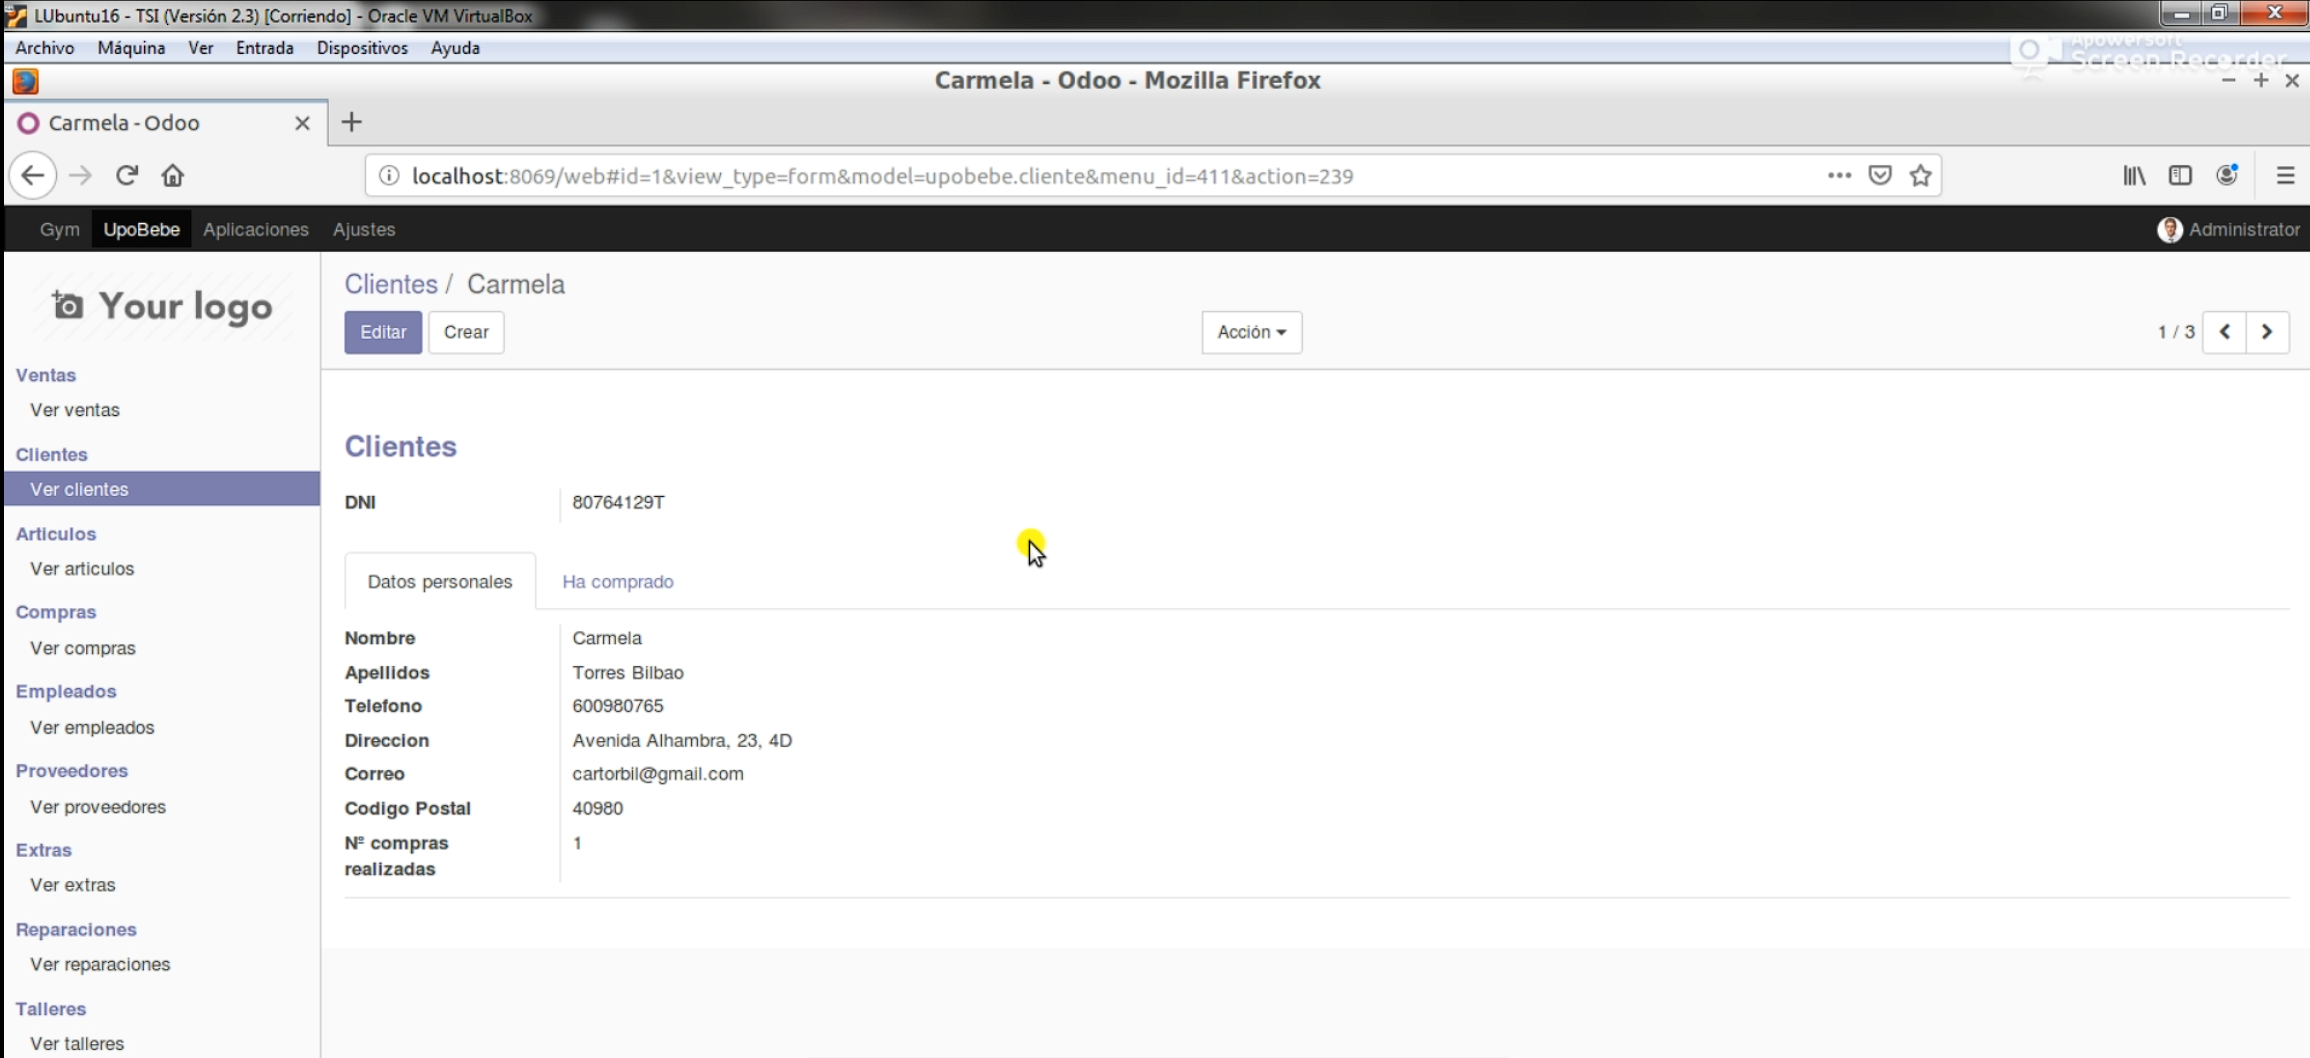 LUbuntu16 - TSI (Versión 2.3) [Corriendo] - Oracle VM VirtualBox
Archivo Máquina Ver Entrada Dispositivos Ayuda
Apowersoft
Screen Recorder
Carmela - Odoo - Mozilla Firefox
Carmela - Odoo
localhost:8069/web#id=1&view_type=form&model=upobebe.cliente&menu_id=411&action=239
Gym UpoBebe Aplicaciones Ajustes Administrator
Your logo
Clientes / Carmela
Editar Crear Acción 1 / 3
Ventas
Ver ventas
Clientes
Ver clientes
Articulos
Ver articulos
Compras
Ver compras
Empleados
Ver empleados
Proveedores
Ver proveedores
Extras
Ver extras
Reparaciones
Ver reparaciones
Talleres
Ver talleres
Clientes
DNI 80764129T
Datos personales Ha comprado
Nombre Carmela
Apellidos Torres Bilbao
Telefono 600980765
Direccion Avenida Alhambra, 23, 4D
Correo cartorbil@gmail.com
Codigo Postal 40980
Nº compras 1
realizadas